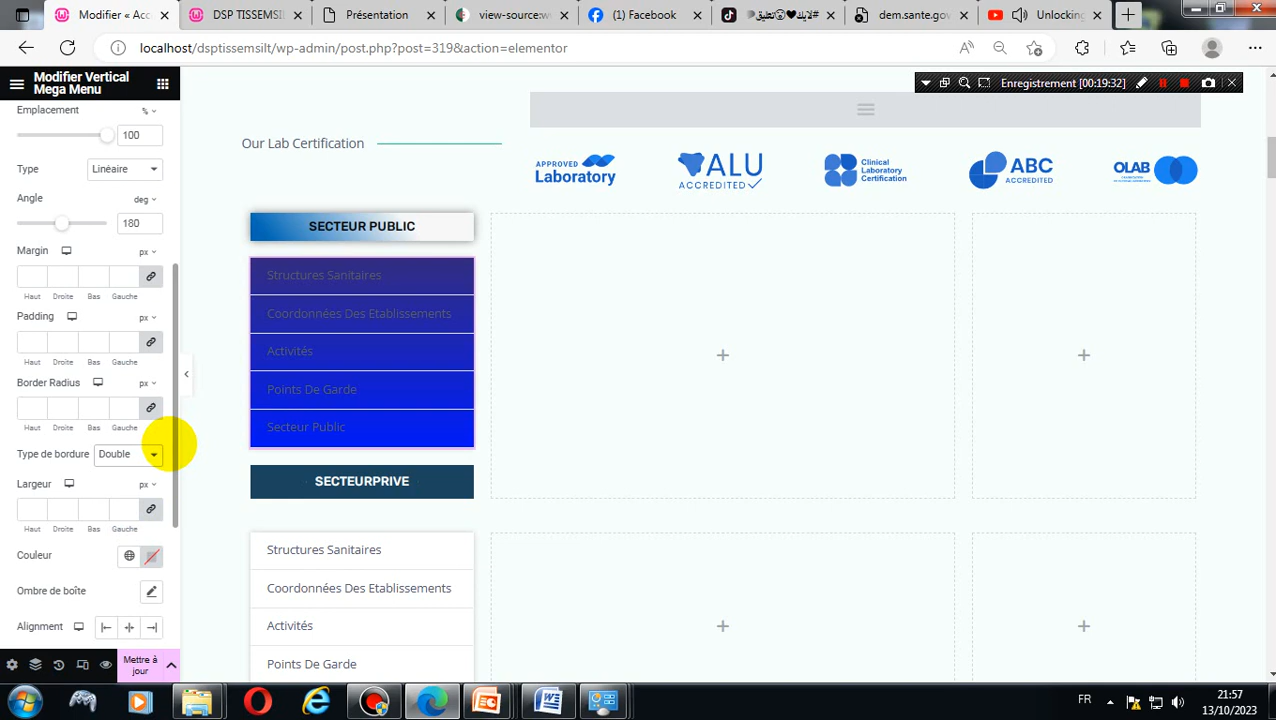 Modifier « Acc
DSP TISSEMSIL
Présentation
view-source:w
(1) Facebook
dem.sante.gov
Unlocking
localhost/dsptissemsilt/wp-admin/post.php?post=319&action=elementor
Modifier Vertical
Mega Menu
Enregistrement [00:19:32]
Emplacement
%
100
Type
Linéaire
Angle
deg
180
Margin
px
Haut Droite Bas Gauche
Padding
px
Haut Droite Bas Gauche
Border Radius
px
Haut Droite Bas Gauche
Type de bordure
Double
Largeur
px
Haut Droite Bas Gauche
Couleur
Ombre de boîte
Alignment
Mettre à
jour
Our Lab Certification
APPROVED
Laboratory
ALU
ACCREDITED
Clinical
Laboratory
Certification
ABC
ACCREDITED
OLAB
SECTEUR PUBLIC
Structures Sanitaires
Coordonnées Des Etablissements
Activités
Points De Garde
Secteur Public
SECTEURPRIVE
Structures Sanitaires
Coordonnées Des Etablissements
Activités
Points De Garde
FR
21:57
13/10/2023